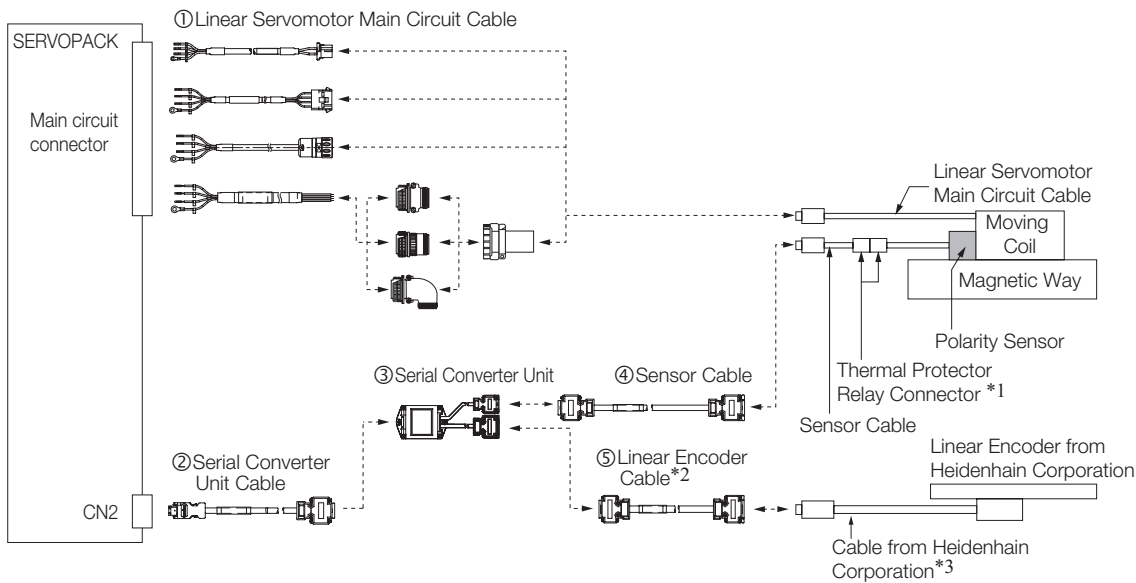 ①Linear Servomotor Main Circuit Cable
SERVOPACK
Main circuit
connector
Linear Servomotor
Main Circuit Cable
Moving
Coil
Magnetic Way
Polarity Sensor
Thermal Protector
Relay Connector *1
Sensor Cable
③Serial Converter Unit
④Sensor Cable
②Serial Converter
Unit Cable
⑤Linear Encoder
Cable*2
Linear Encoder from
Heidenhain Corporation
CN2
Cable from Heidenhain
Corporation*3